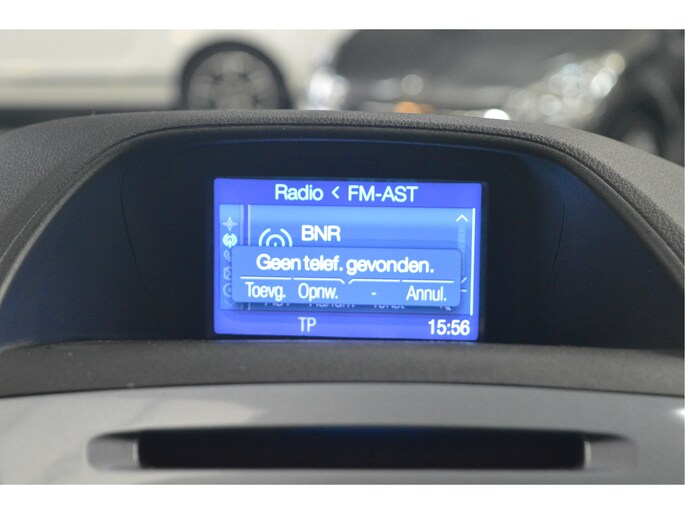 Radio < FM-AST
BNR
Geen telef. gevonden.
Toevg. Opnw. - Annul.
TP 15:56